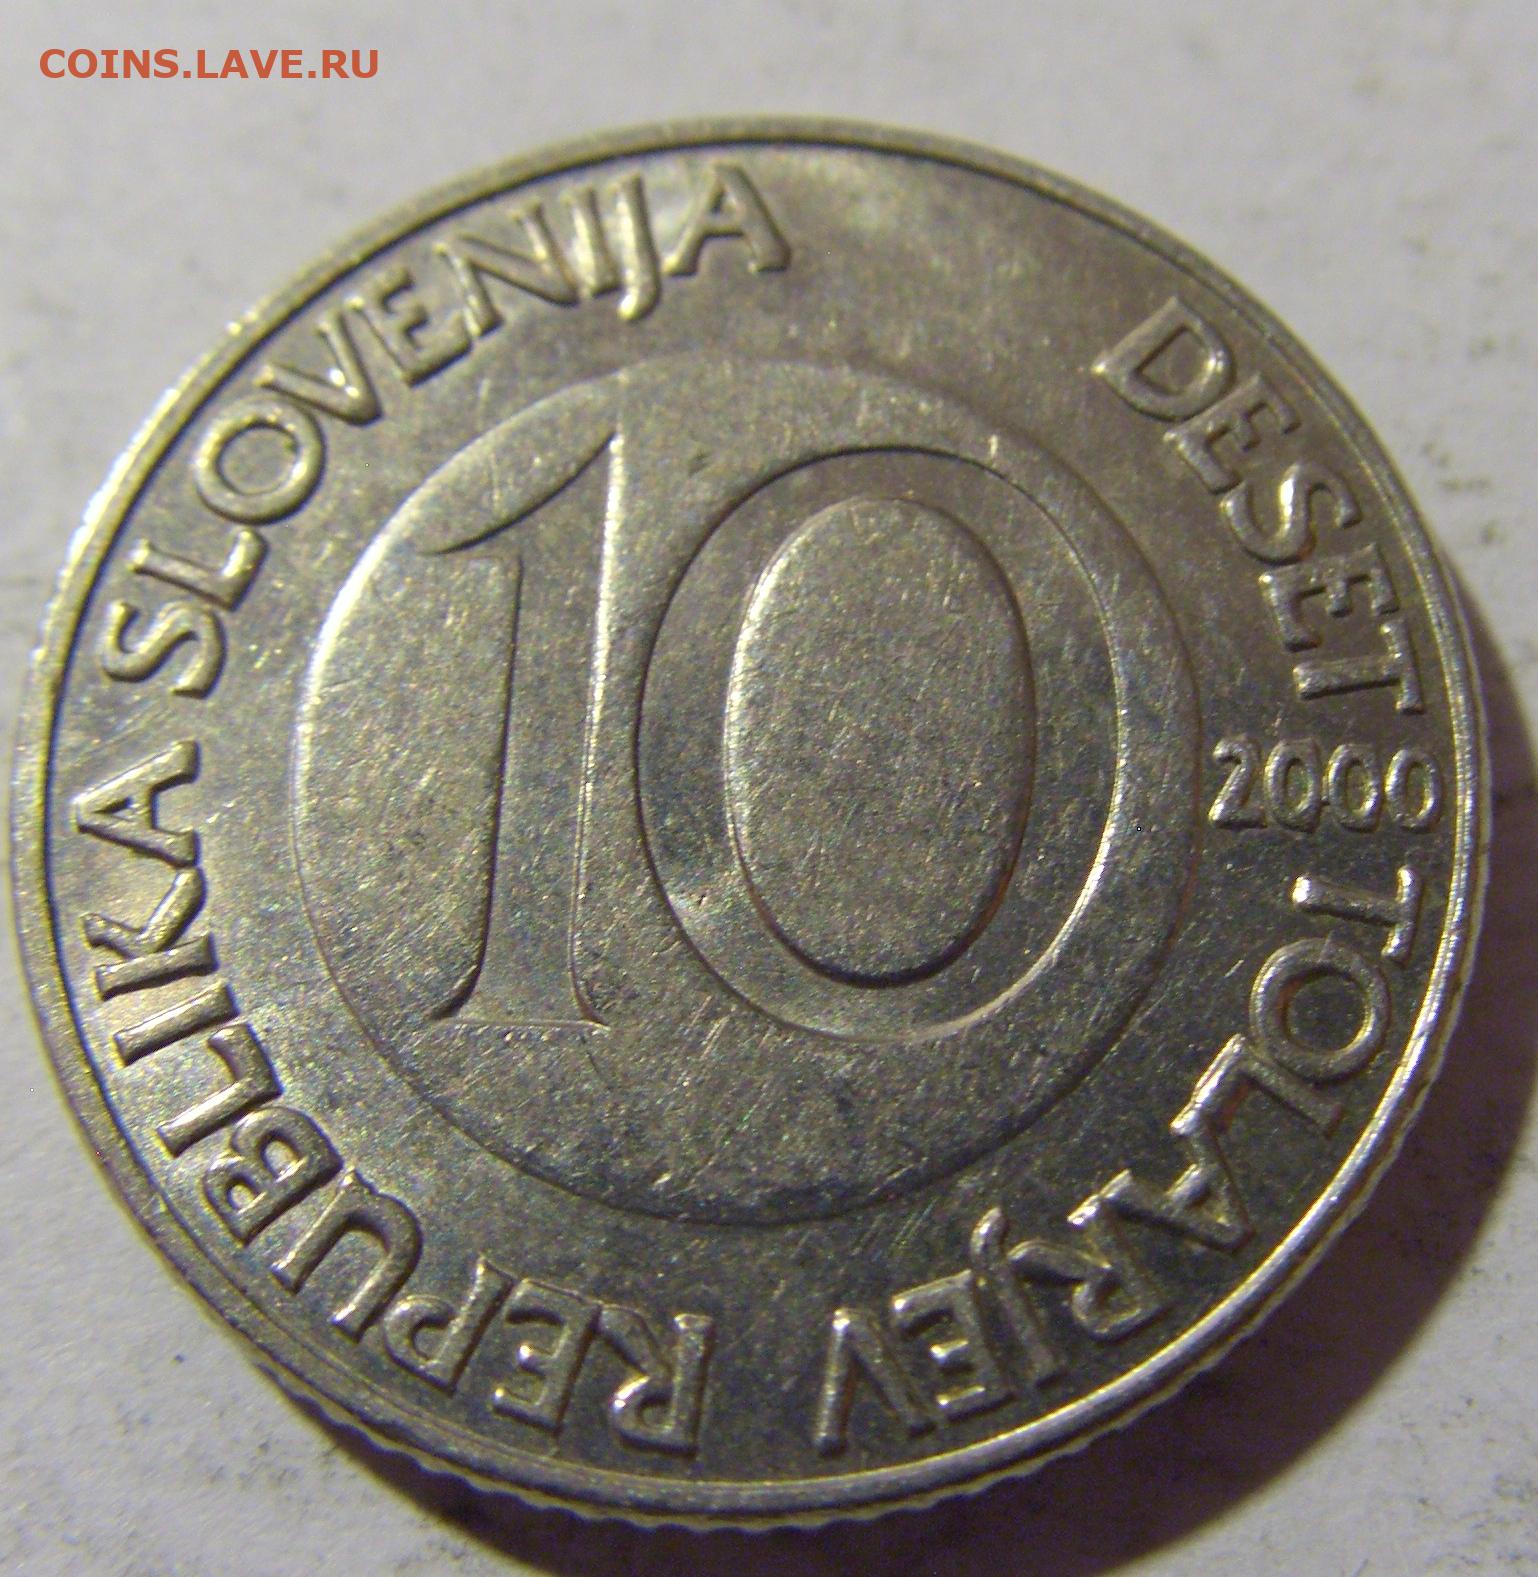 COINS.LAVE.RU
REPUBLIKA SLOVENIJA
DESET TOLARJEV
2000
10